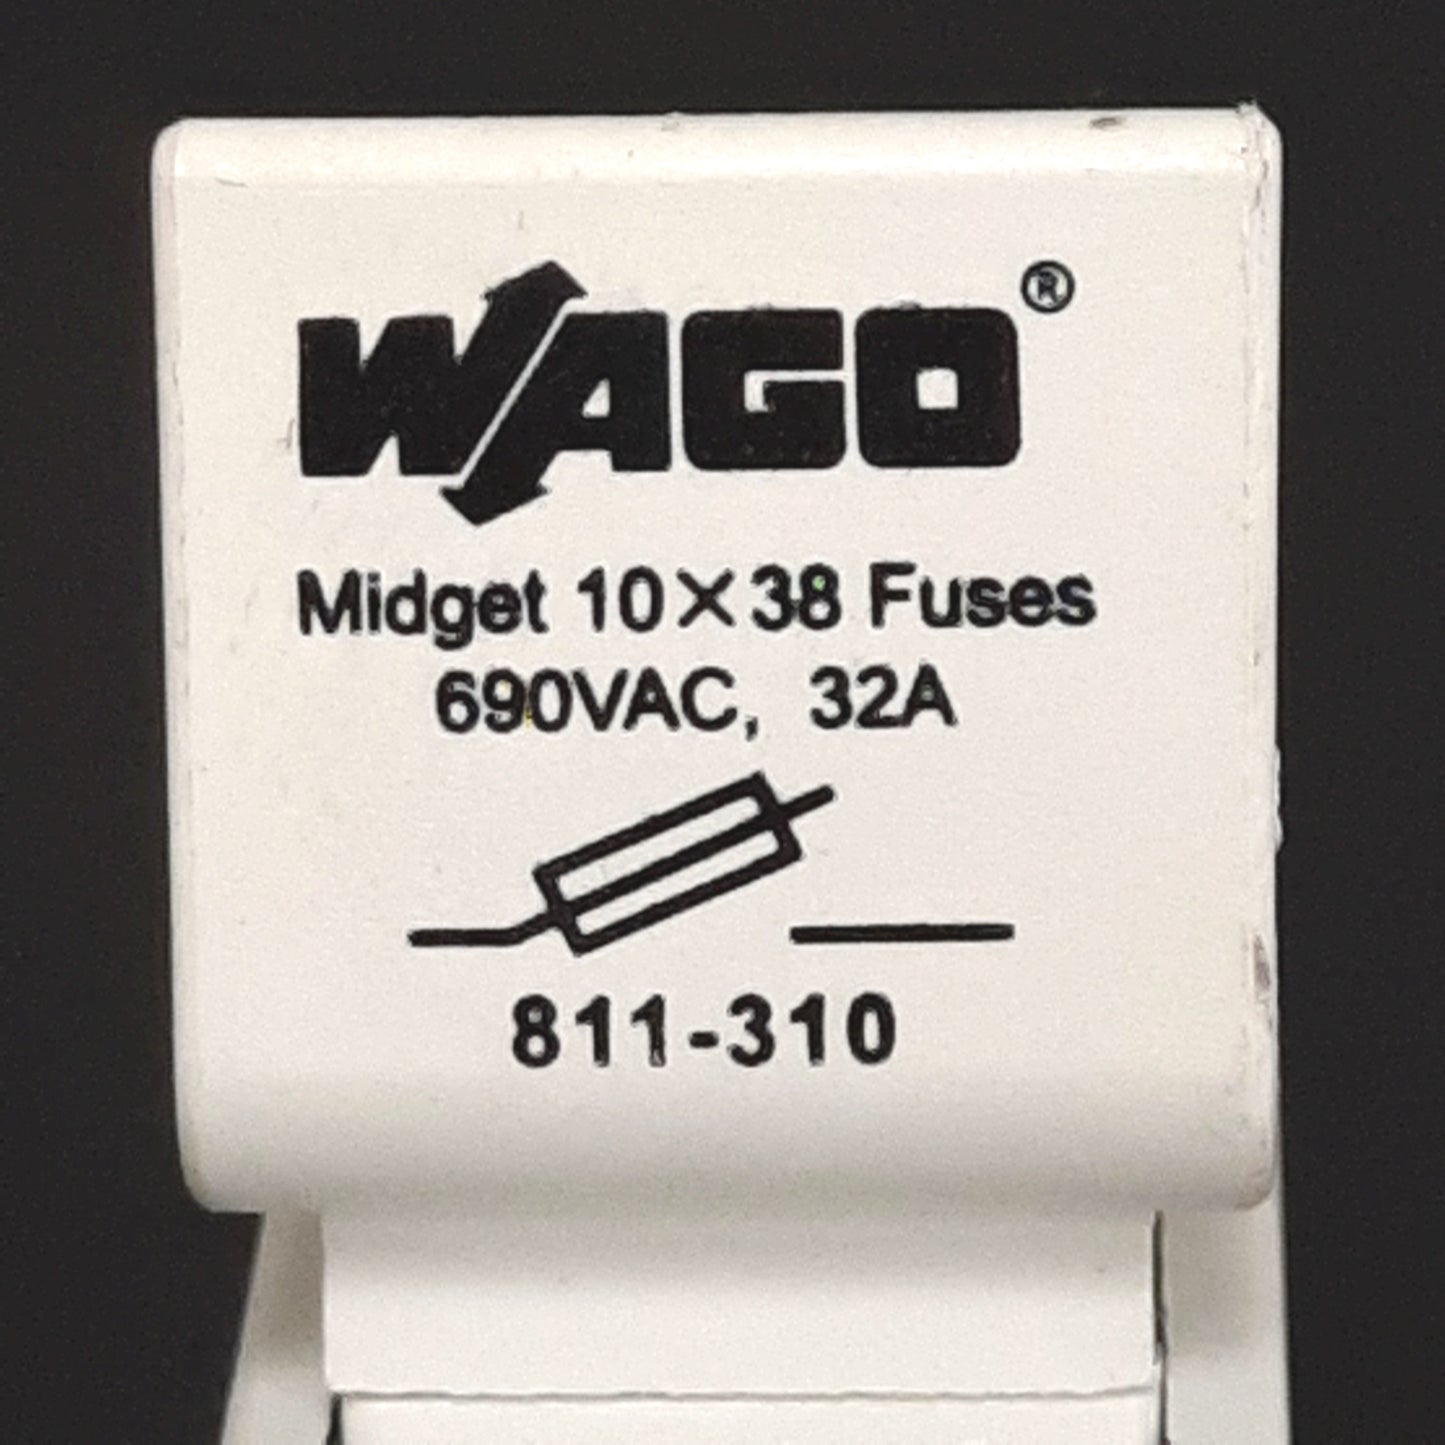 WAGO®
Midget 10×38 Fuses
690VAC, 32A
811-310